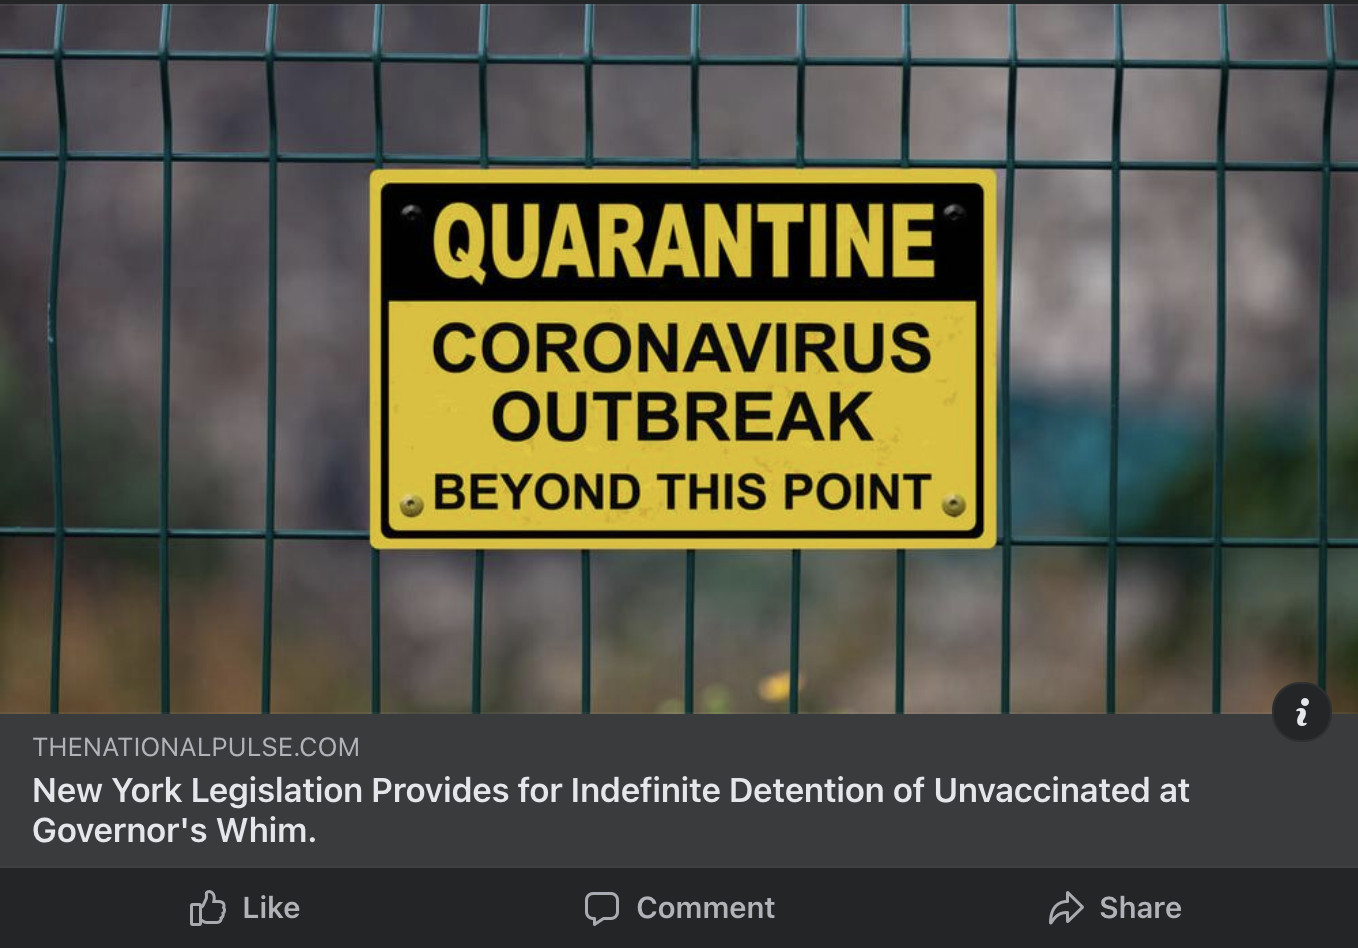 QUARANTINE
CORONAVIRUS
OUTBREAK
BEYOND THIS POINT
i
THENATIONALPULSE.COM
New York Legislation Provides for Indefinite Detention of Unvaccinated at
Governor's Whim.
Like Comment Share